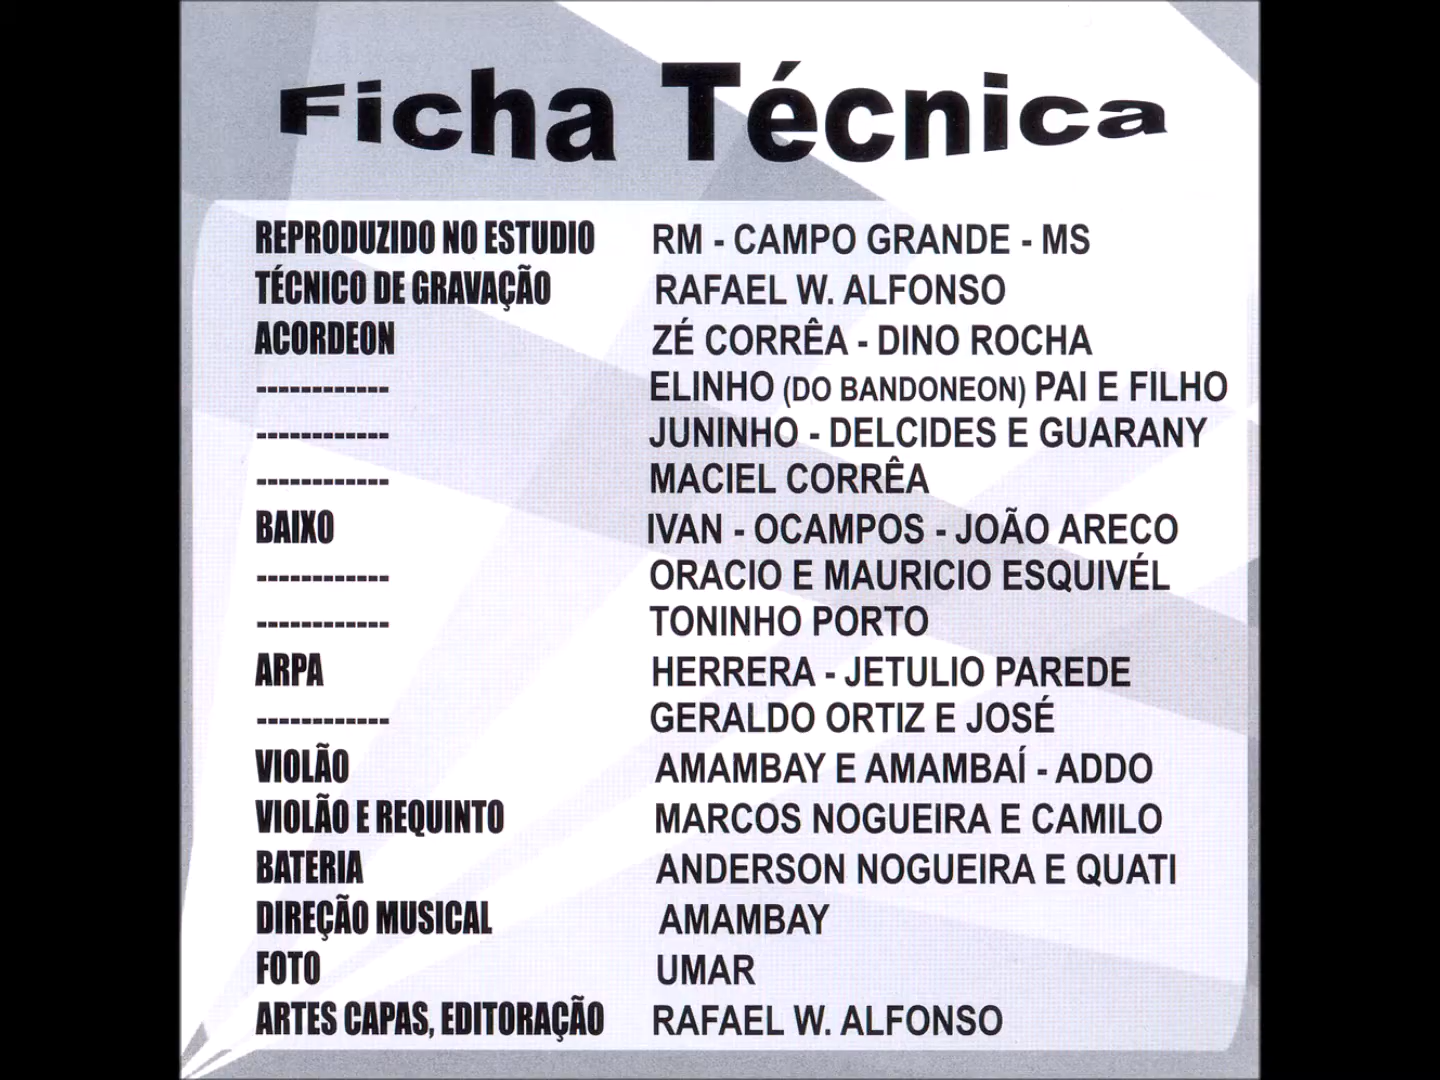 Ficha Técnica
REPRODUZIDO NO ESTUDIO RM - CAMPO GRANDE - MS
TÉCNICO DE GRAVAÇÃO RAFAEL W. ALFONSO
ACORDEON ZÉ CORRÊA - DINO ROCHA
------------ ELINHO (DO BANDONEON) PAI E FILHO
------------ JUNINHO - DELCIDES E GUARANY
------------ MACIEL CORRÊA
BAIXO IVAN - OCAMPOS - JOÃO ARECO
------------ ORACIO E MAURICIO ESQUIVÉL
------------ TONINHO PORTO
ARPA HERRERA - JETULIO PAREDE
------------ GERALDO ORTIZ E JOSÉ
VIOLÃO AMAMBAY E AMAMBAÍ - ADDO
VIOLÃO E REQUINTO MARCOS NOGUEIRA E CAMILO
BATERIA ANDERSON NOGUEIRA E QUATI
DIREÇÃO MUSICAL AMAMBAY
FOTO UMAR
ARTES CAPAS, EDITORAÇÃO RAFAEL W. ALFONSO